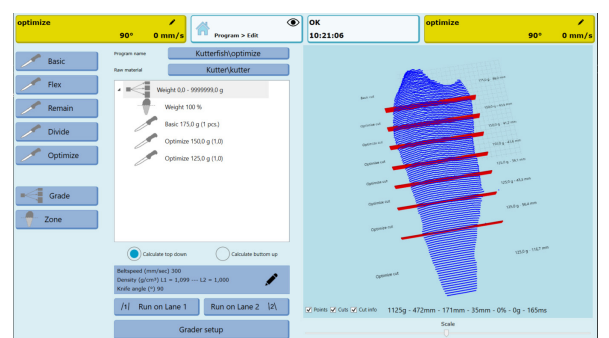 optimize
90° 0 mm/s
Program > Edit
OK
10:21:06
optimize
90° 0 mm/s
Basic
Flex
Remain
Divide
Optimize
Grade
Zone
Program name
Kutterfish\optimize
Raw material
Kutter\kutter
Weight 0,0 - 9999999,0 g
Weight 100 %
Basic 175,0 g (1 pcs.)
Optimize 150,0 g (1.0)
Optimize 125,0 g (1.0)
Calculate top down
Calculate buttom up
Beltspeed (mm/sec) 300
Density (g/cm³) L1 = 1,099 --- L2 = 1,000
Knife angle (°) 90
/1| Run on Lane 1
Run on Lane 2 |2\
Grader setup
Basic cut
Optimize cut
Optimize cut
Optimize cut
Optimize cut
Optimize cut
Optimize cut
Optimize cut
Points
Cuts
Cut info
1125g - 472mm - 171mm - 35mm - 0% - 0g - 165ms
Scale